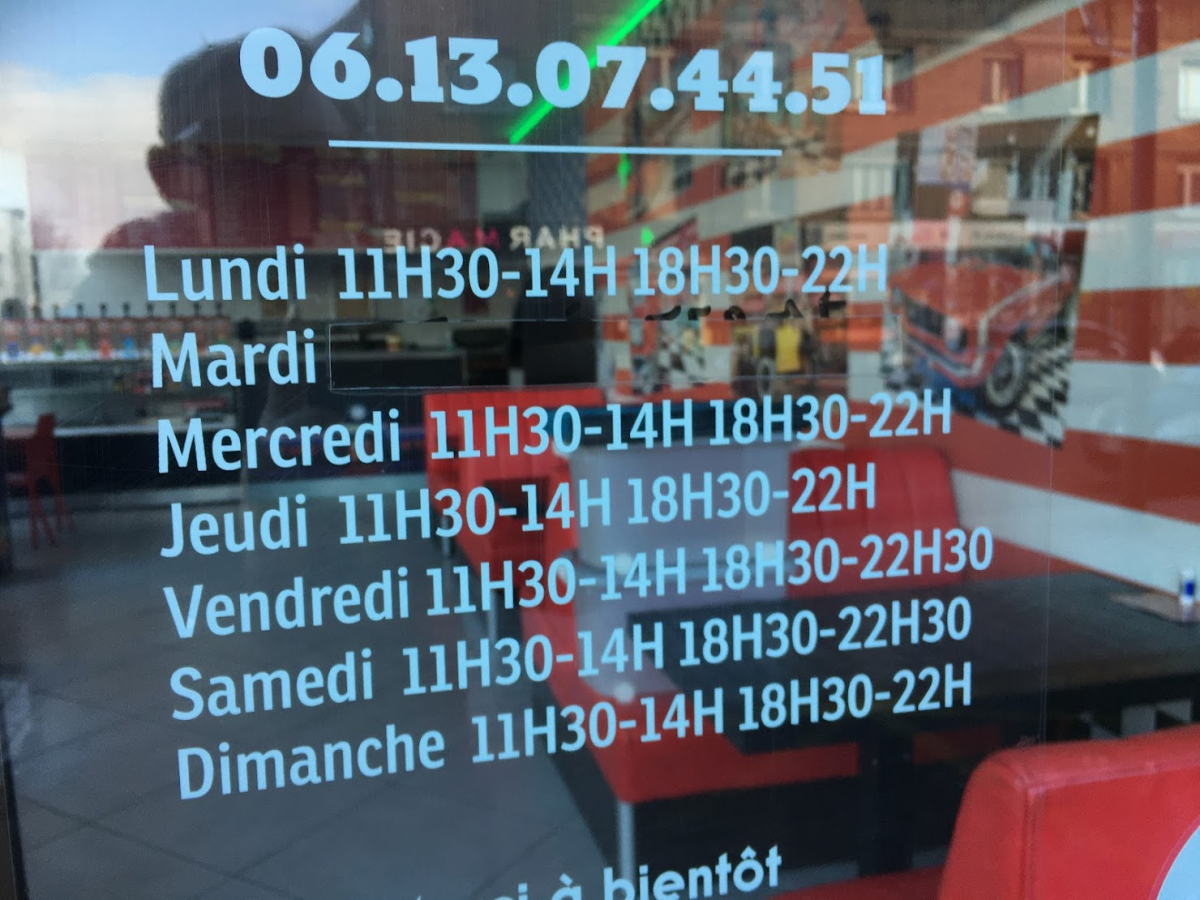 06.13.07.44.51
PHARMACIE
Lundi 11H30-14H 18H30-22H
Mardi
Mercredi 11H30-14H 18H30-22H
Jeudi 11H30-14H 18H30-22H
Vendredi 11H30-14H 18H30-22H30
Samedi 11H30-14H 18H30-22H30
Dimanche 11H30-14H 18H30-22H
à bientôt